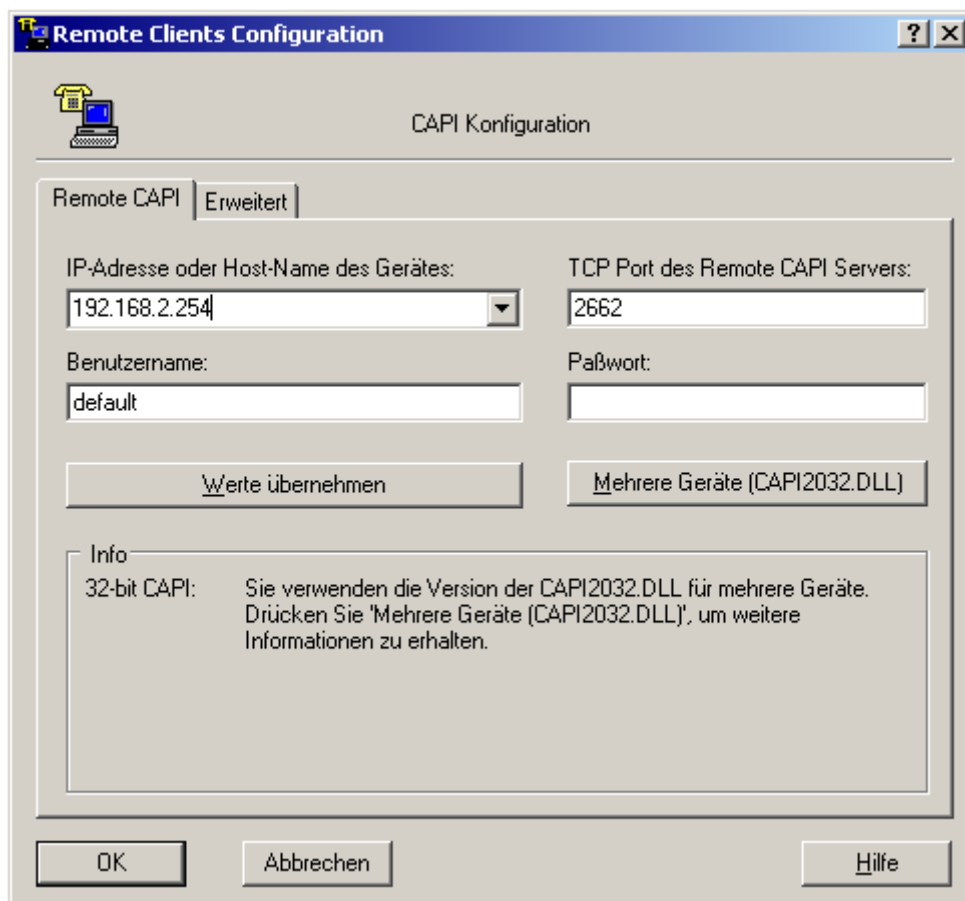 Remote Clients Configuration
CAPI Konfiguration
Remote CAPI
Erweitert
IP-Adresse oder Host-Name des Gerätes:
TCP Port des Remote CAPI Servers:
192.168.2.254
2662
Benutzername:
Paßwort:
default
Werte übernehmen
Mehrere Geräte (CAPI2032.DLL)
Info
32-bit CAPI:
Sie verwenden die Version der CAPI2032.DLL für mehrere Geräte.
Drücken Sie 'Mehrere Geräte (CAPI2032.DLL)', um weitere
Informationen zu erhalten.
OK
Abbrechen
Hilfe